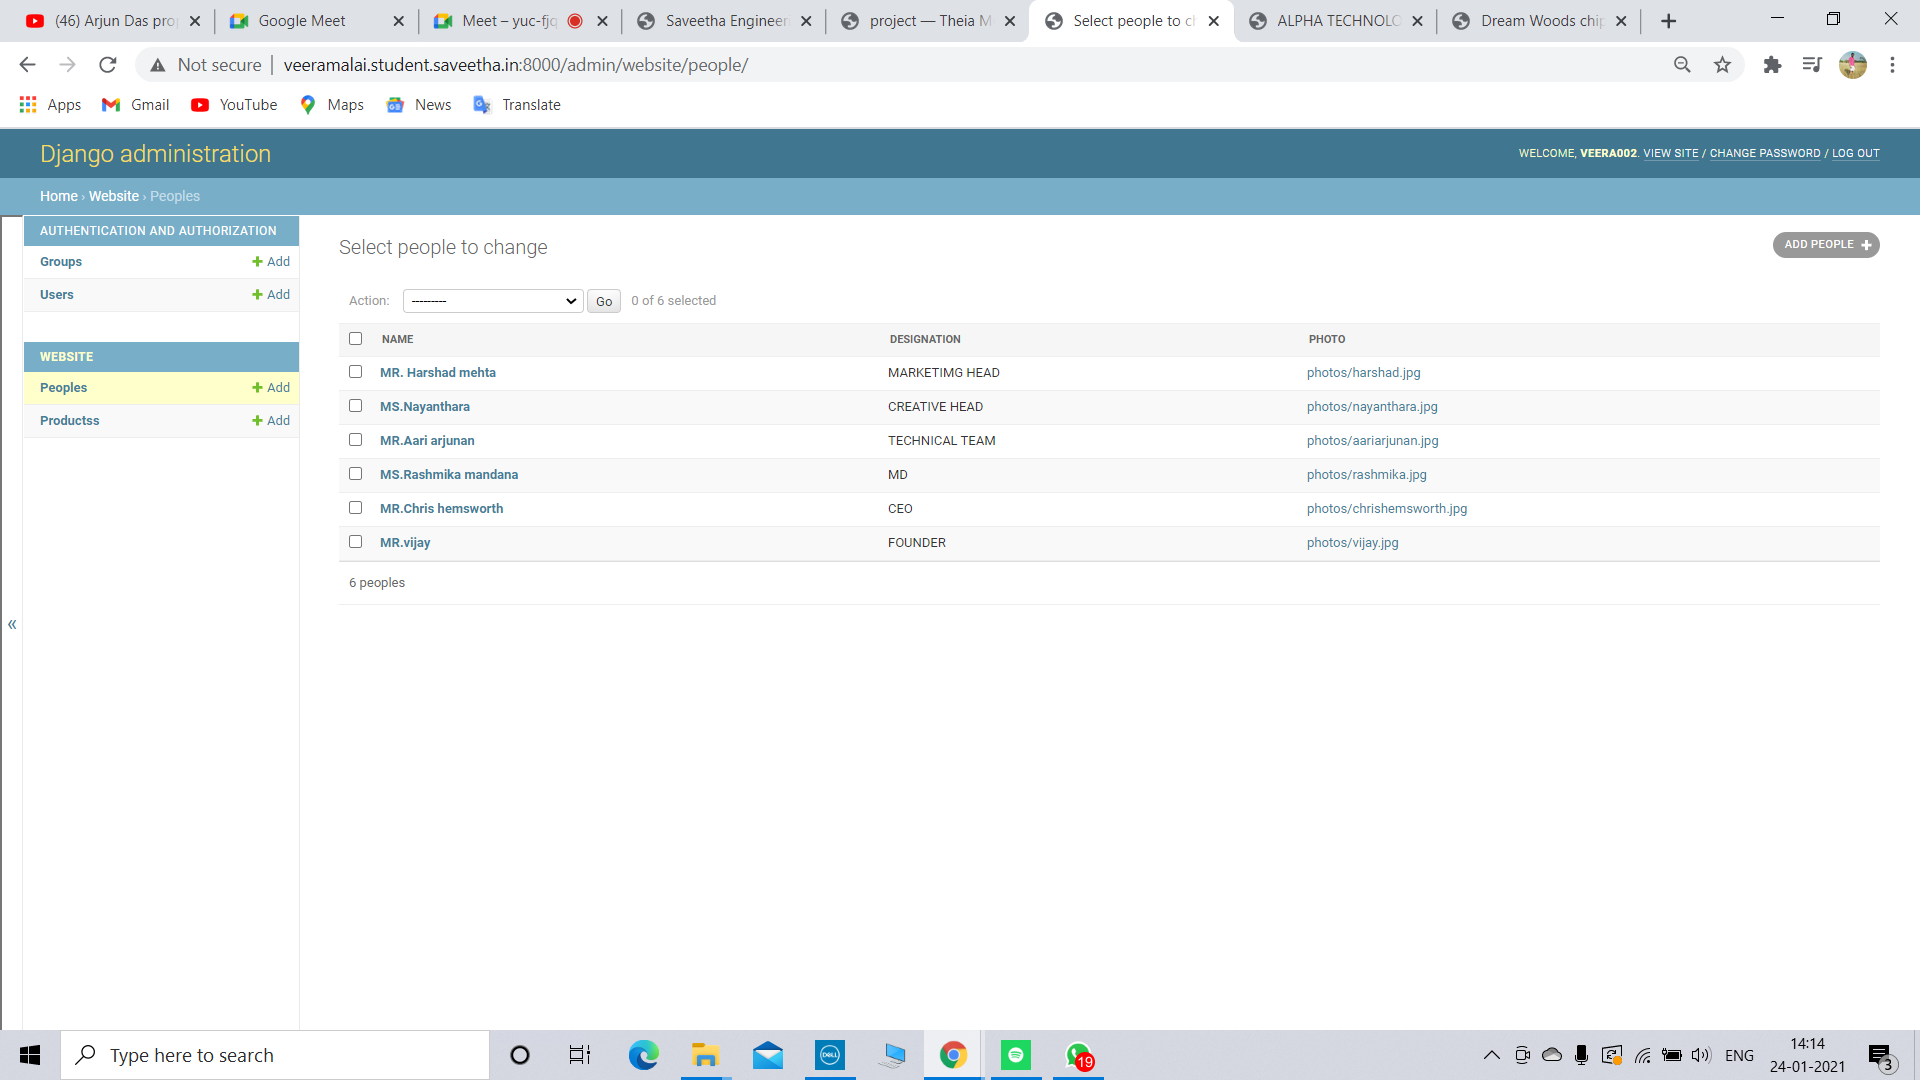 (46) Arjun Das pro
Google Meet
Meet – yuc-fjq
Saveetha Engineer
project — Theia M
Select people to ch
ALPHA TECHNOLO
Dream Woods chip
Not secure
veeramalai.student.saveetha.in:8000/admin/website/people/
Apps
Gmail
YouTube
Maps
News
Translate
Django administration
WELCOME, VEERA002. VIEW SITE / CHANGE PASSWORD / LOG OUT
Home › Website › Peoples
AUTHENTICATION AND AUTHORIZATION
Groups + Add
Users + Add
WEBSITE
Peoples + Add
Productss + Add
«
Select people to change
ADD PEOPLE +
Action: --------- Go 0 of 6 selected
NAME DESIGNATION PHOTO
MR. Harshad mehta MARKETIMG HEAD photos/harshad.jpg
MS.Nayanthara CREATIVE HEAD photos/nayanthara.jpg
MR.Aari arjunan TECHNICAL TEAM photos/aariarjunan.jpg
MS.Rashmika mandana MD photos/rashmika.jpg
MR.Chris hemsworth CEO photos/chrishemsworth.jpg
MR.vijay FOUNDER photos/vijay.jpg
6 peoples
Type here to search
DELL
19
ENG
14:14
24-01-2021
3